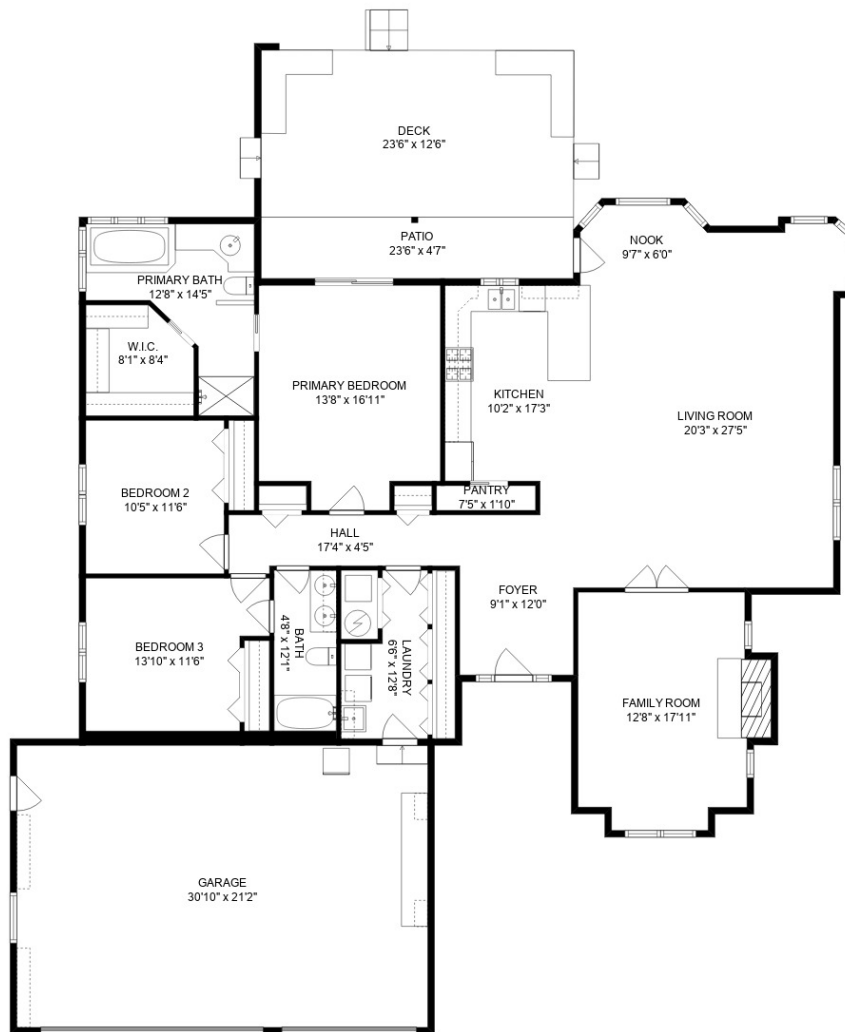 DECK
23'6" x 12'6"
PATIO
23'6" x 4'7"
NOOK
9'7" x 6'0"
PRIMARY BATH
12'8" x 14'5"
W.I.C.
8'1" x 8'4"
PRIMARY BEDROOM
13'8" x 16'11"
KITCHEN
10'2" x 17'3"
LIVING ROOM
20'3" x 27'5"
BEDROOM 2
10'5" x 11'6"
PANTRY
7'5" x 1'10"
HALL
17'4" x 4'5"
FOYER
9'1" x 12'0"
BEDROOM 3
13'10" x 11'6"
BATH
4'8" x 12'1"
LAUNDRY
6'6" x 12'8"
FAMILY ROOM
12'8" x 17'11"
GARAGE
30'10" x 21'2"